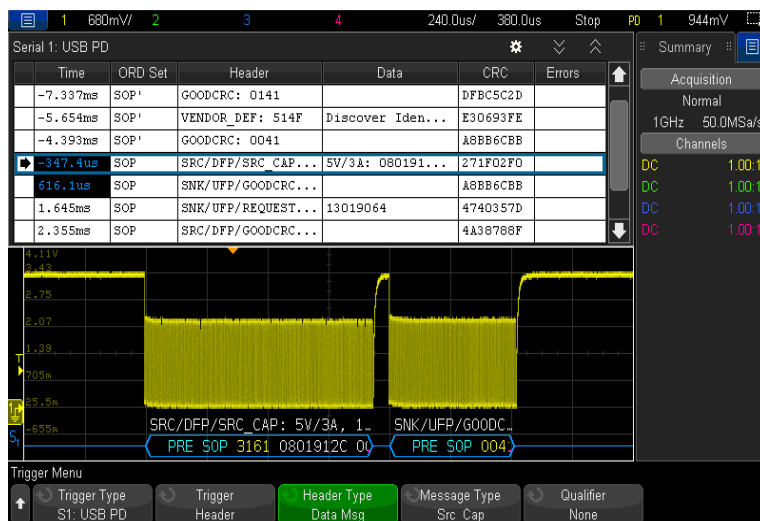 1 680mV/ 2 3 4 240.0us/ 380.0us Stop PD 1 944mV
Serial 1: USB PD
Time ORD Set Header Data CRC Errors
-7.337ms SOP' GOODCRC: 0141 DFBC5C2D
-5.654ms SOP' VENDOR_DEF: 514F Discover Iden... E30693FE
-4.393ms SOP' GOODCRC: 0041 A8BB6CBB
-347.4us SOP SRC/DFP/SRC_CAP... 5V/3A: 080191... 271F02F0
616.1us SOP SNK/UFP/GOODCRC... A8BB6CBB
1.645ms SOP SNK/UFP/REQUEST... 13019064 4740357D
2.355ms SOP SRC/DFP/GOODCRC... 4A38788F
Summary
Acquisition
Normal
1GHz 50.0MSa/s
Channels
DC 1.00:1
DC 1.00:1
DC 1.00:1
DC 1.00:1
4.11V
3.43
2.75
2.07
1.39
T
705m
25.5m
-655m
S1
SRC/DFP/SRC_CAP: 5V/3A, 1… SNK/UFP/GOODC…
PRE SOP 3161 0801912C PRE SOP 004
Trigger Menu
Trigger Type Trigger Header Type Message Type Qualifier
S1: USB PD Header Data Msg Src Cap None